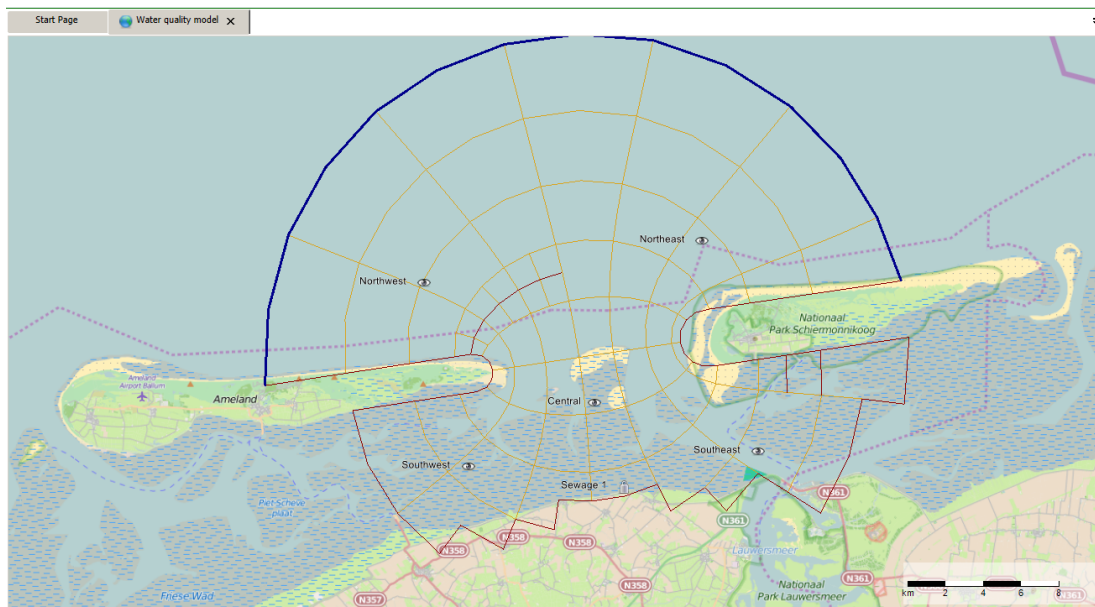 Start Page
Water quality model
Northeast
Northwest
Nationaal
Park Schiermonnikoog
Ameland
Airport Ballum
Ameland
Central
Southwest
Southeast
Sewage 1
Piet-Scheve
plaat
N361
N361
N358
N358
N358
Lauwersmeer
N358
N361
N357
Friese Wad
Nationaal
Park Lauwersmeer
N361
km 2 4 6 8